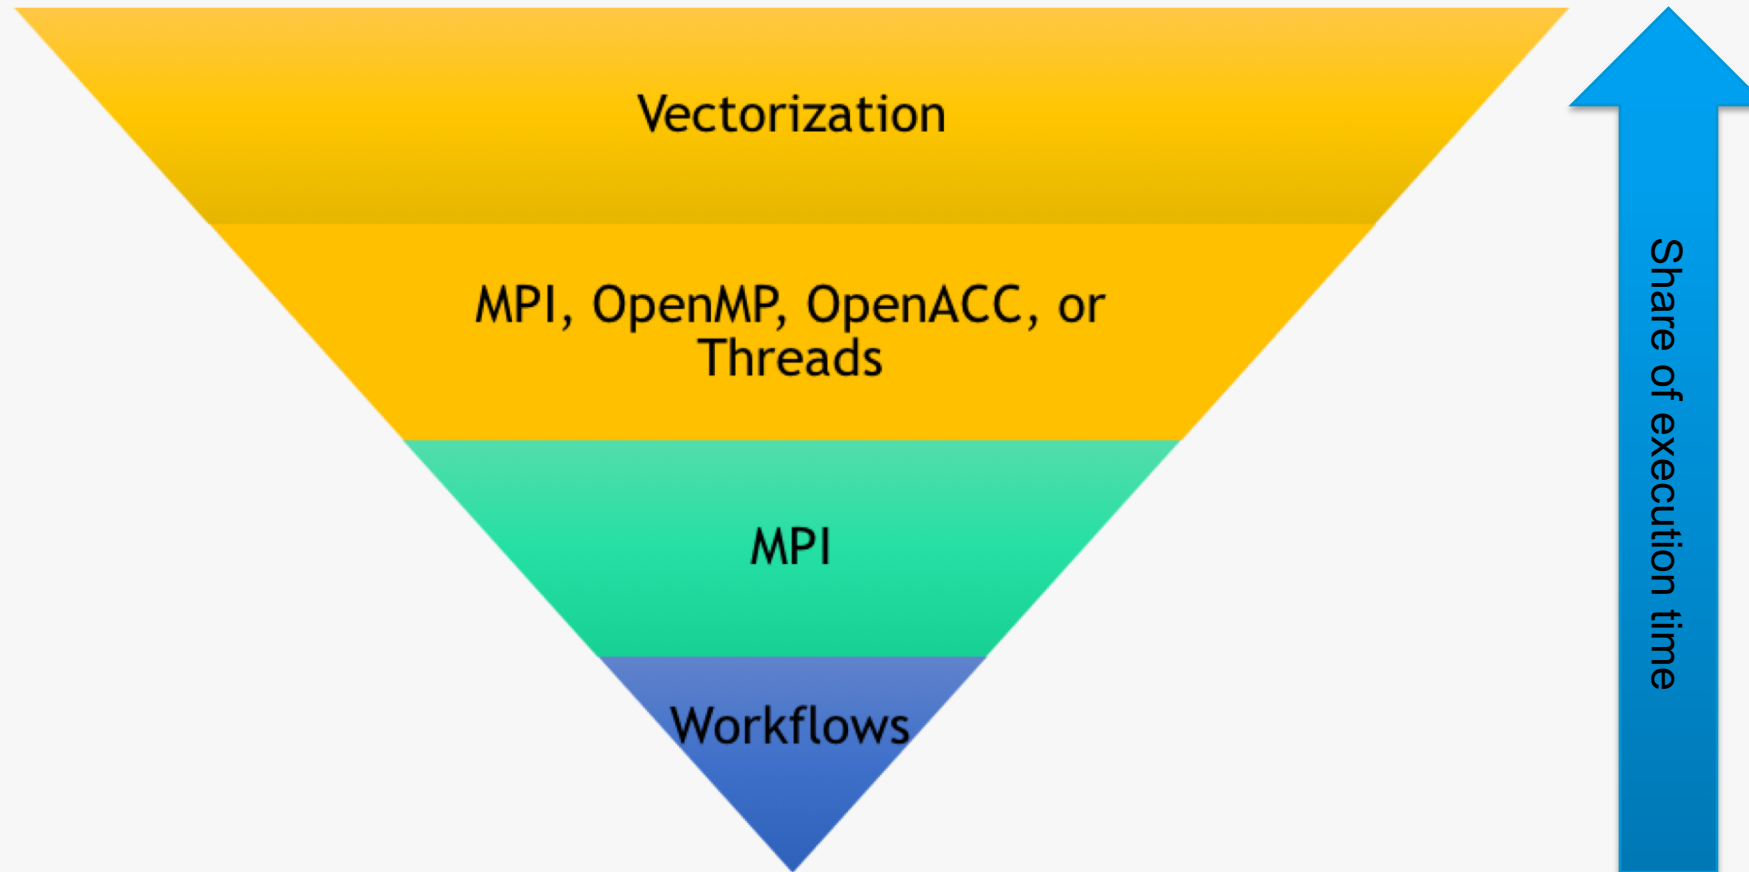 Vectorization
MPI, OpenMP, OpenACC, or
Threads
MPI
Workflows
Share of execution time